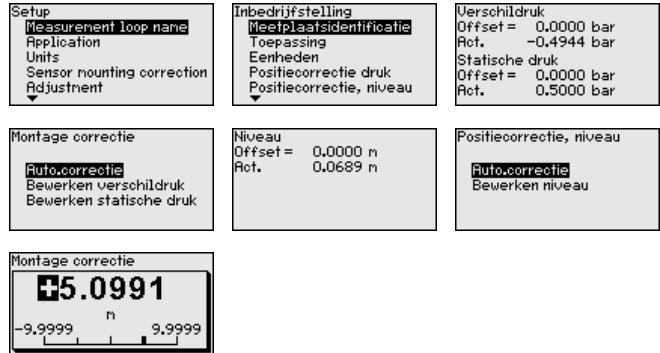 Setup
Measurement loop name
Application
Units
Sensor mounting correction
Adjustment
Inbedrijfstelling
Meetplaatsidentificatie
Toepassing
Eenheden
Positiecorrectie druk
Positiecorrectie, niveau
Verschildruk
Offset = 0.0000 bar
Act. -0.4944 bar
Statische druk
Offset = 0.0000 bar
Act. 0.5000 bar
Montage correctie
Auto.correctie
Bewerken verschildruk
Bewerken statische druk
Niveau
Offset = 0.0000 m
Act. 0.0689 m
Positiecorrectie, niveau
Auto.correctie
Bewerken niveau
Montage correctie
+5.0991
m
-9.9999 9.9999